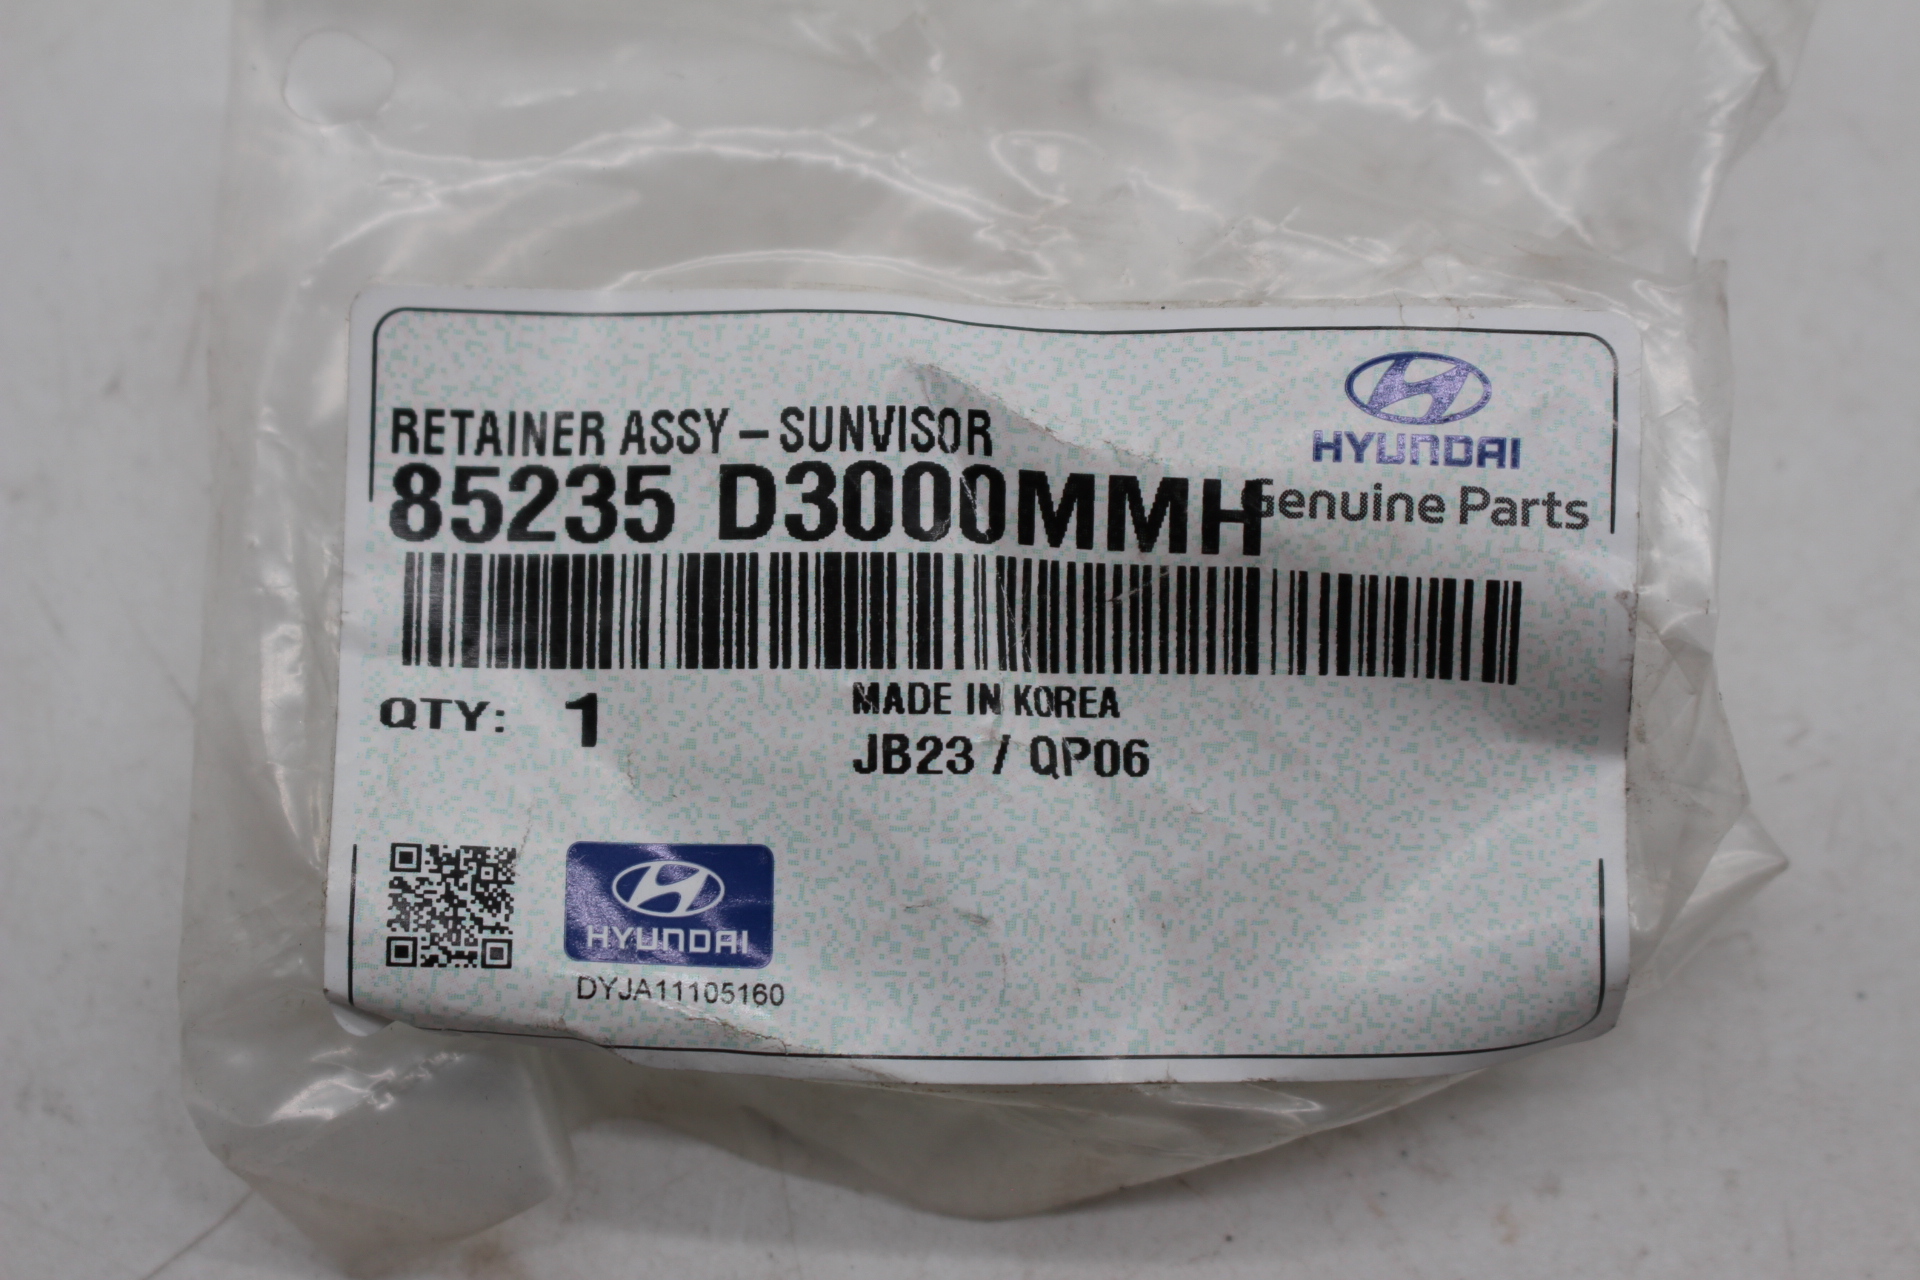 HYUNDAI
Genuine Parts
RETAINER ASSY – SUNVISOR
85235 D3000MMH
QTY: 1
MADE IN KOREA
JB23 / QP06
HYUNDAI
DYJA11105160